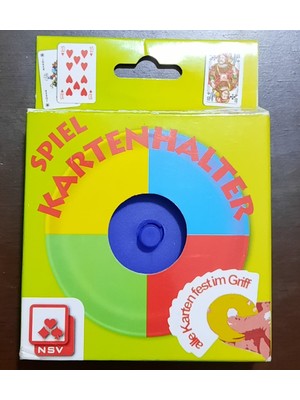 SPIEL
KARTENHALTER
alle Karten fest im Griff
NSV